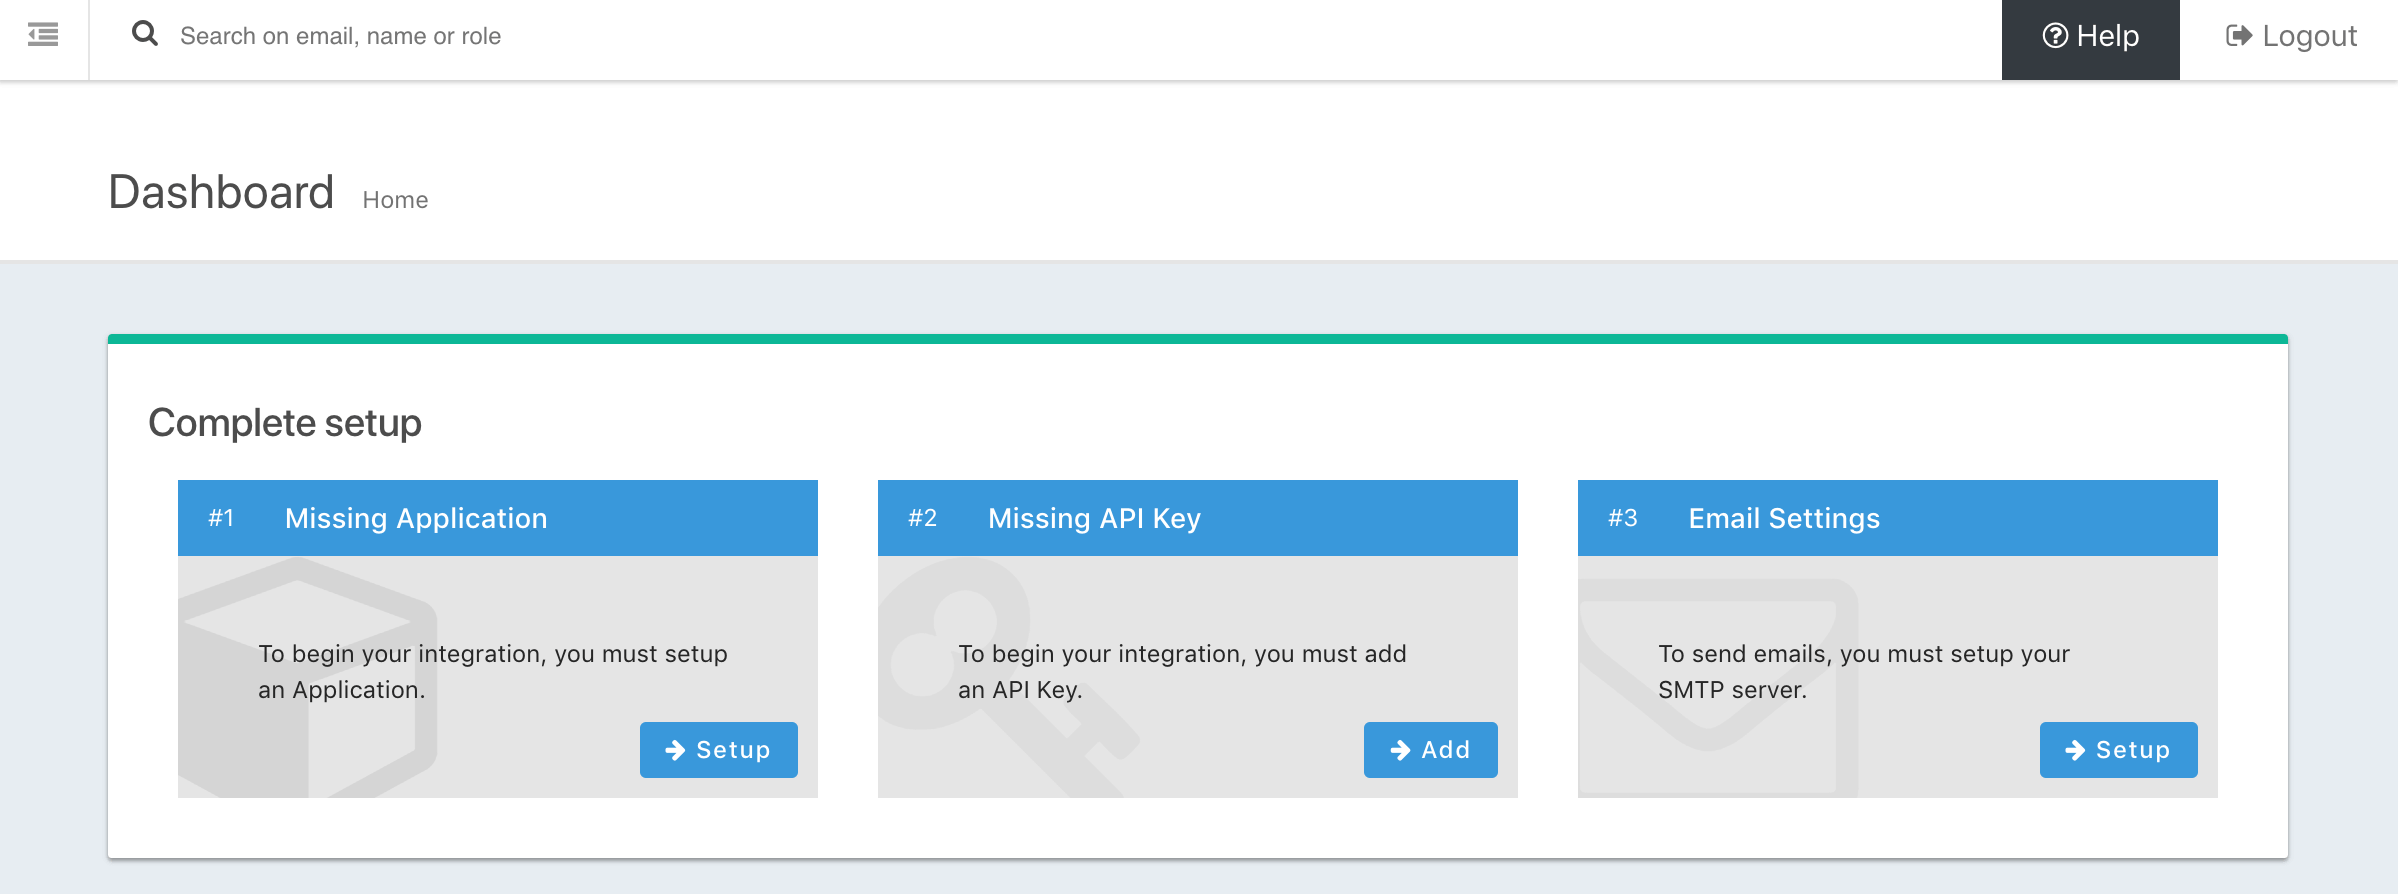 Search on email, name or role
Help
Logout
Dashboard Home
Complete setup
#1 Missing Application
To begin your integration, you must setup
an Application.
Setup
#2 Missing API Key
To begin your integration, you must add
an API Key.
Add
#3 Email Settings
To send emails, you must setup your
SMTP server.
Setup